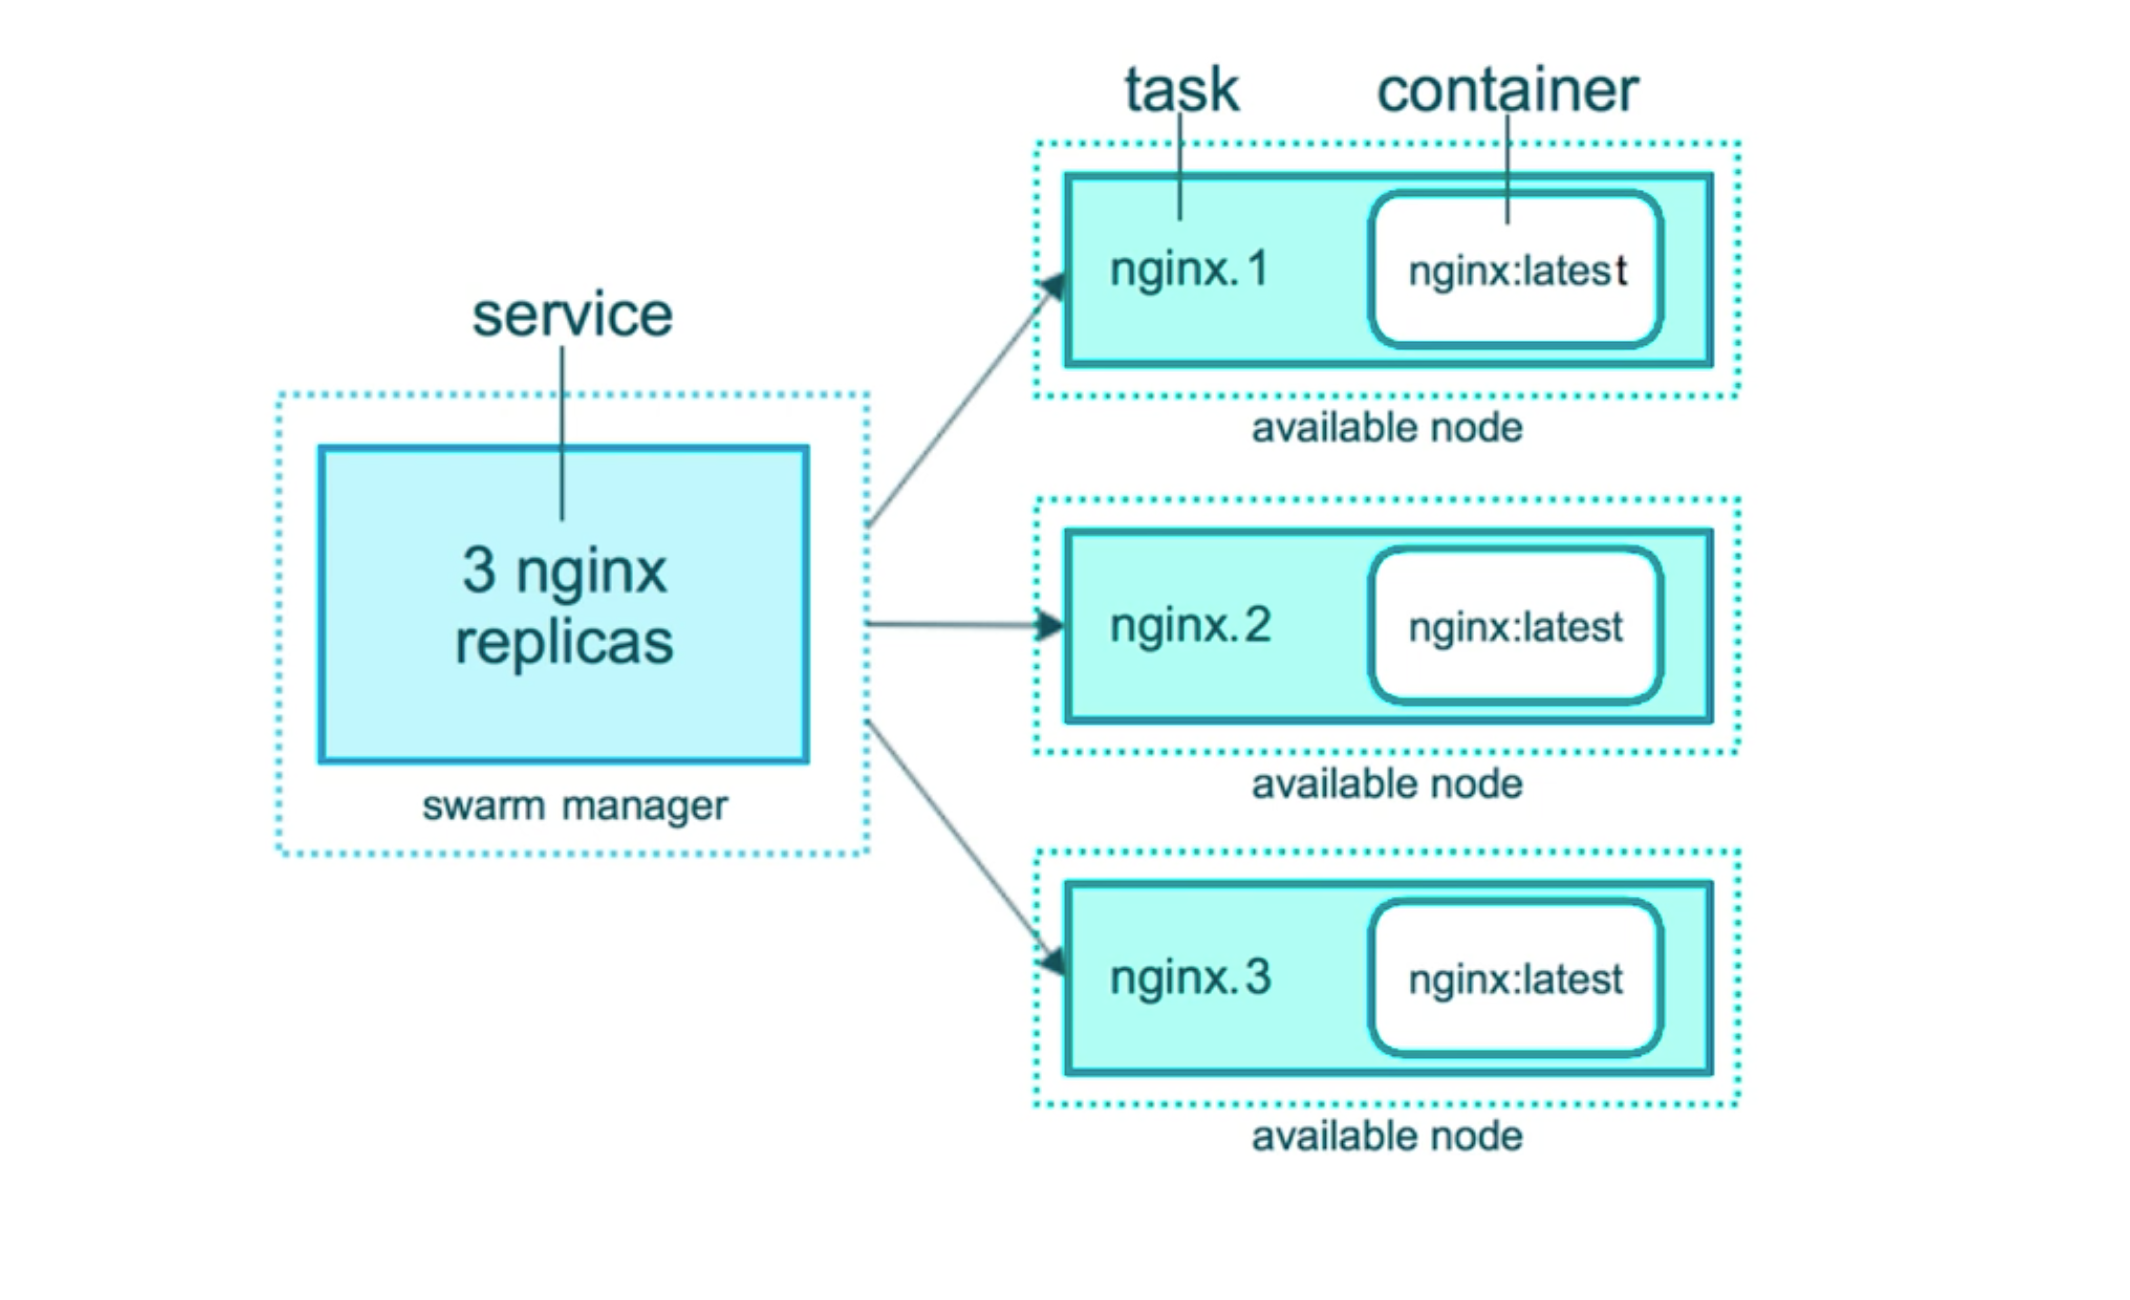 service
3 nginx
replicas
swarm manager
task
container
nginx.1
nginx:latest
available node
nginx.2
nginx:latest
available node
nginx.3
nginx:latest
available node